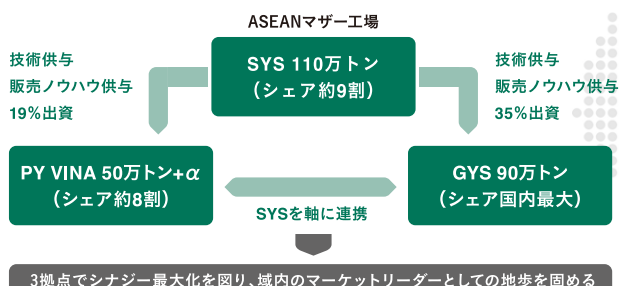 ASEANマザー工場
技術供与
販売ノウハウ供与
19%出資
SYS 110万トン
（シェア約9割）
技術供与
販売ノウハウ供与
35%出資
PY VINA 50万トン+α
（シェア約8割）
GYS 90万トン
（シェア国内最大）
SYSを軸に連携
3拠点でシナジー最大化を図り、域内のマーケットリーダーとしての地歩を固める